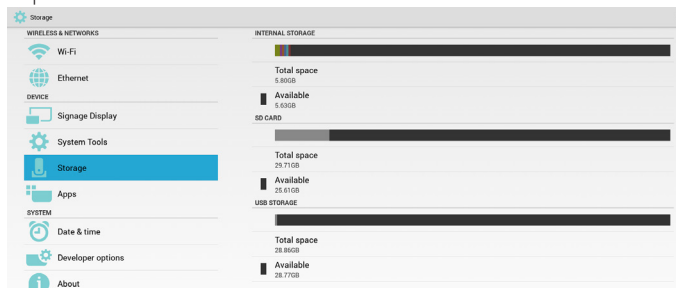 Storage
WIRELESS & NETWORKS
Wi-Fi
Ethernet
DEVICE
Signage Display
System Tools
Storage
Apps
SYSTEM
Date & time
Developer options
About
INTERNAL STORAGE
Total space
5.80GB
Available
5.63GB
SD CARD
Total space
29.71GB
Available
25.61GB
USB STORAGE
Total space
28.86GB
Available
28.77GB